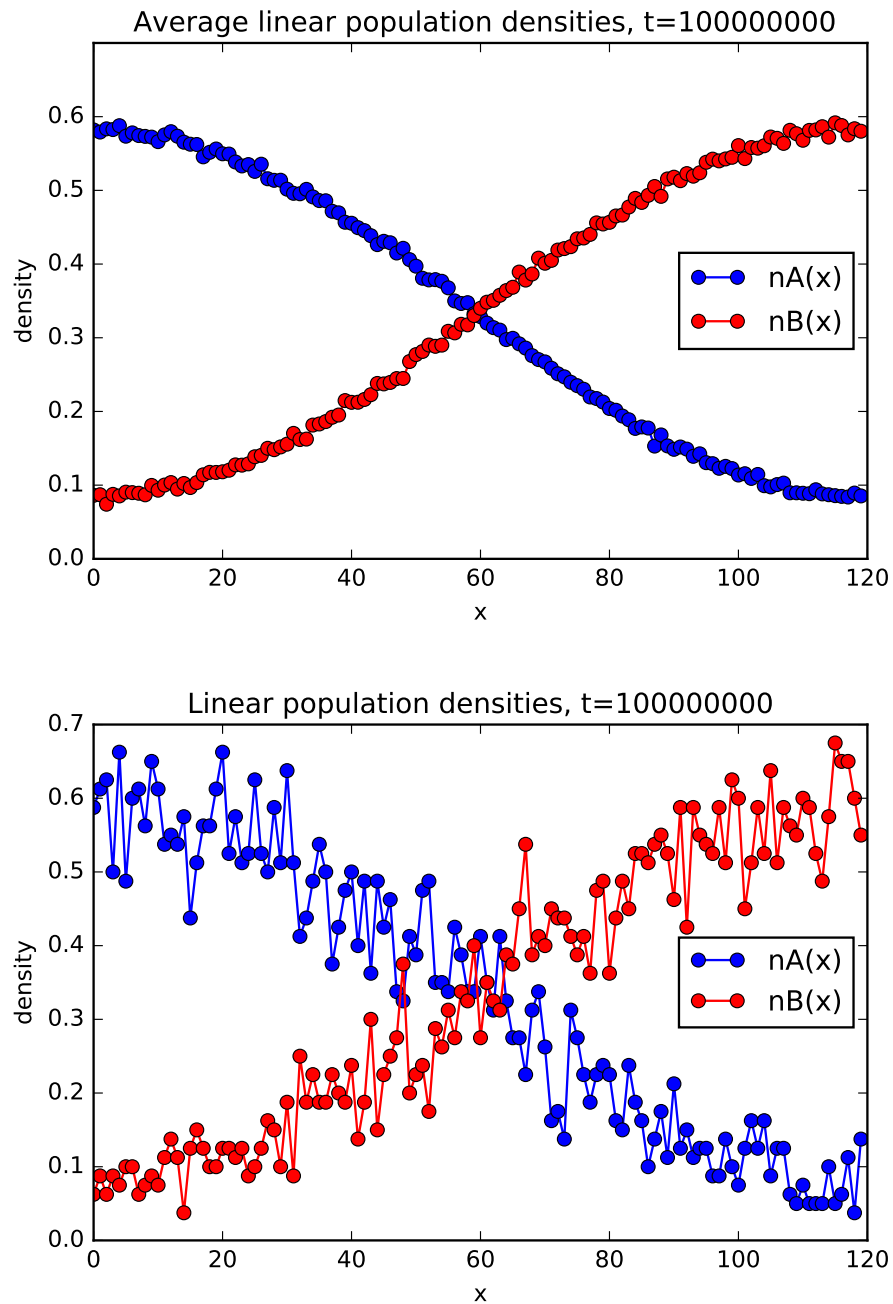 Average linear population densities, t=100000000
0.6
0.5
0.4
0.3
0.2
0.1
0.0
density
nA(x)
nB(x)
0 20 40 60 80 100 120
x
Linear population densities, t=100000000
0.7
0.6
0.5
0.4
0.3
0.2
0.1
0.0
density
nA(x)
nB(x)
0 20 40 60 80 100 120
x